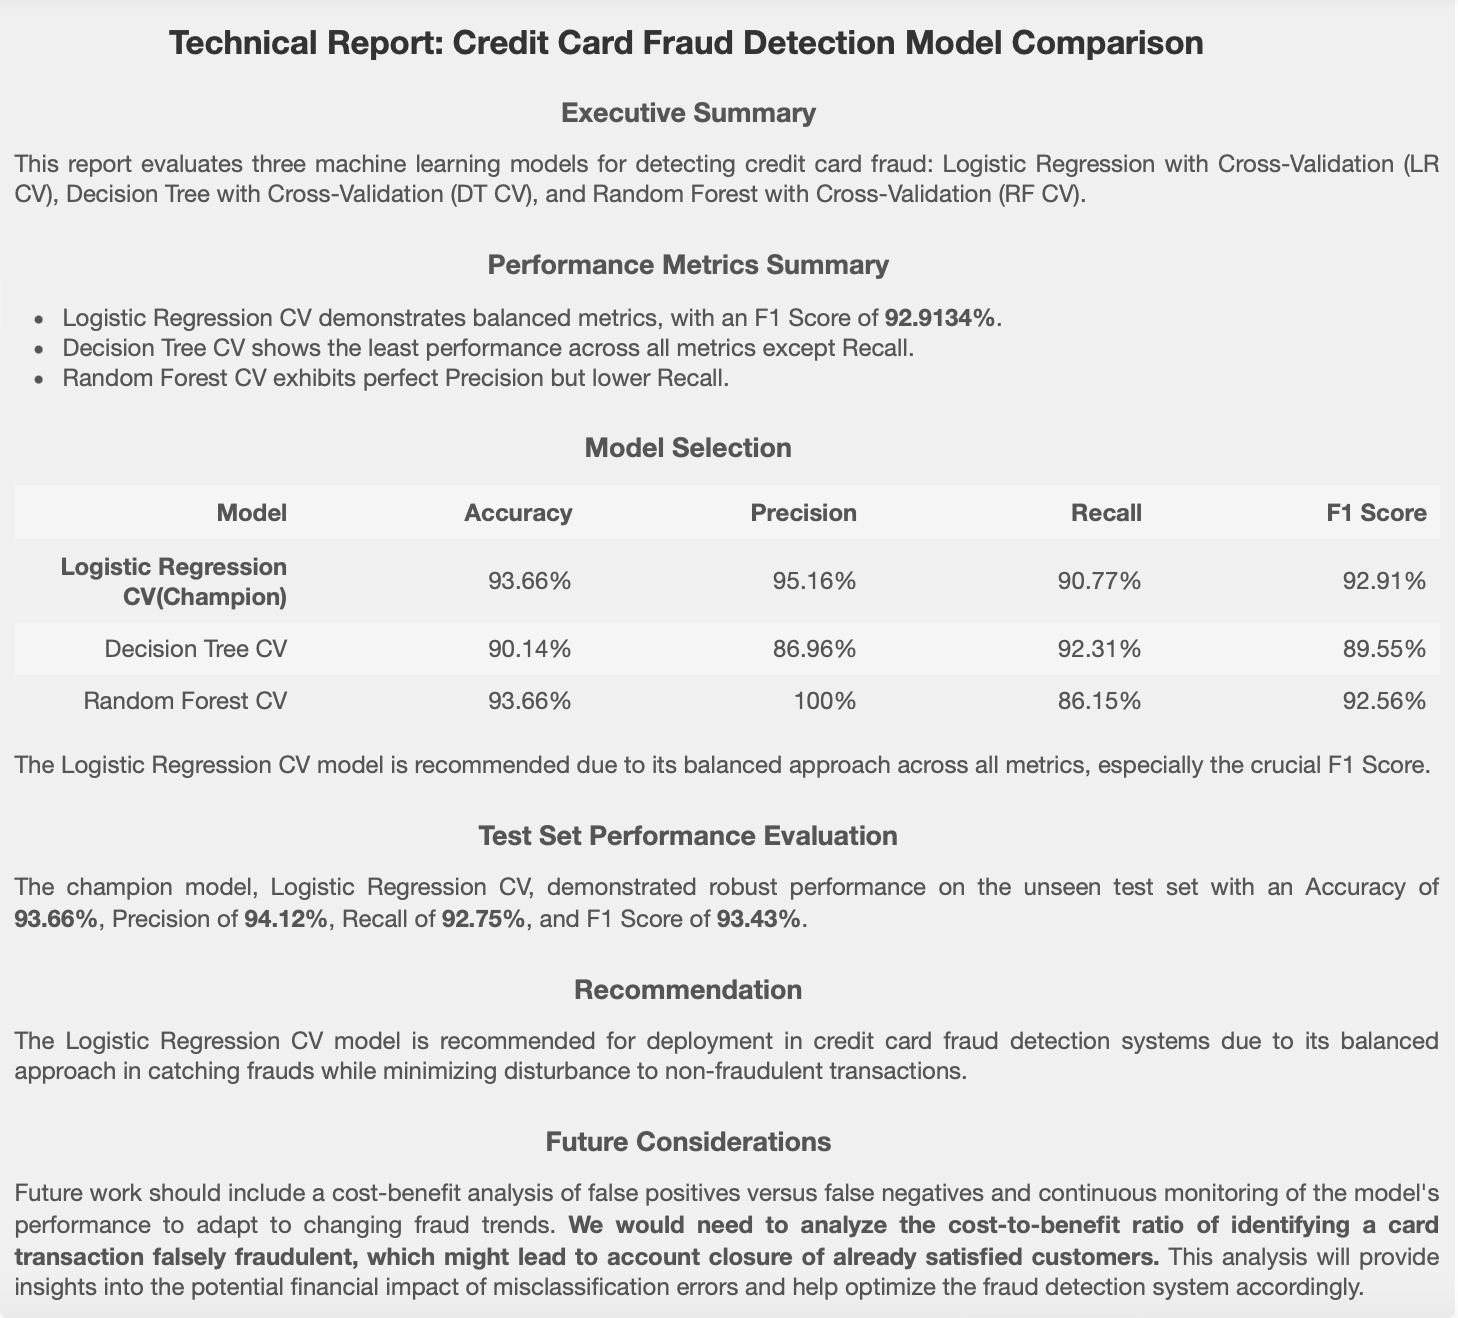 Technical Report: Credit Card Fraud Detection Model Comparison
Executive Summary
This report evaluates three machine learning models for detecting credit card fraud: Logistic Regression with Cross-Validation (LR
CV), Decision Tree with Cross-Validation (DT CV), and Random Forest with Cross-Validation (RF CV).
Performance Metrics Summary
• Logistic Regression CV demonstrates balanced metrics, with an F1 Score of 92.9134%.
• Decision Tree CV shows the least performance across all metrics except Recall.
• Random Forest CV exhibits perfect Precision but lower Recall.
Model Selection
Model Accuracy Precision Recall F1 Score
Logistic Regression
CV(Champion) 93.66% 95.16% 90.77% 92.91%
Decision Tree CV 90.14% 86.96% 92.31% 89.55%
Random Forest CV 93.66% 100% 86.15% 92.56%
The Logistic Regression CV model is recommended due to its balanced approach across all metrics, especially the crucial F1 Score.
Test Set Performance Evaluation
The champion model, Logistic Regression CV, demonstrated robust performance on the unseen test set with an Accuracy of
93.66%, Precision of 94.12%, Recall of 92.75%, and F1 Score of 93.43%.
Recommendation
The Logistic Regression CV model is recommended for deployment in credit card fraud detection systems due to its balanced
approach in catching frauds while minimizing disturbance to non-fraudulent transactions.
Future Considerations
Future work should include a cost-benefit analysis of false positives versus false negatives and continuous monitoring of the model's
performance to adapt to changing fraud trends. We would need to analyze the cost-to-benefit ratio of identifying a card
transaction falsely fraudulent, which might lead to account closure of already satisfied customers. This analysis will provide
insights into the potential financial impact of misclassification errors and help optimize the fraud detection system accordingly.